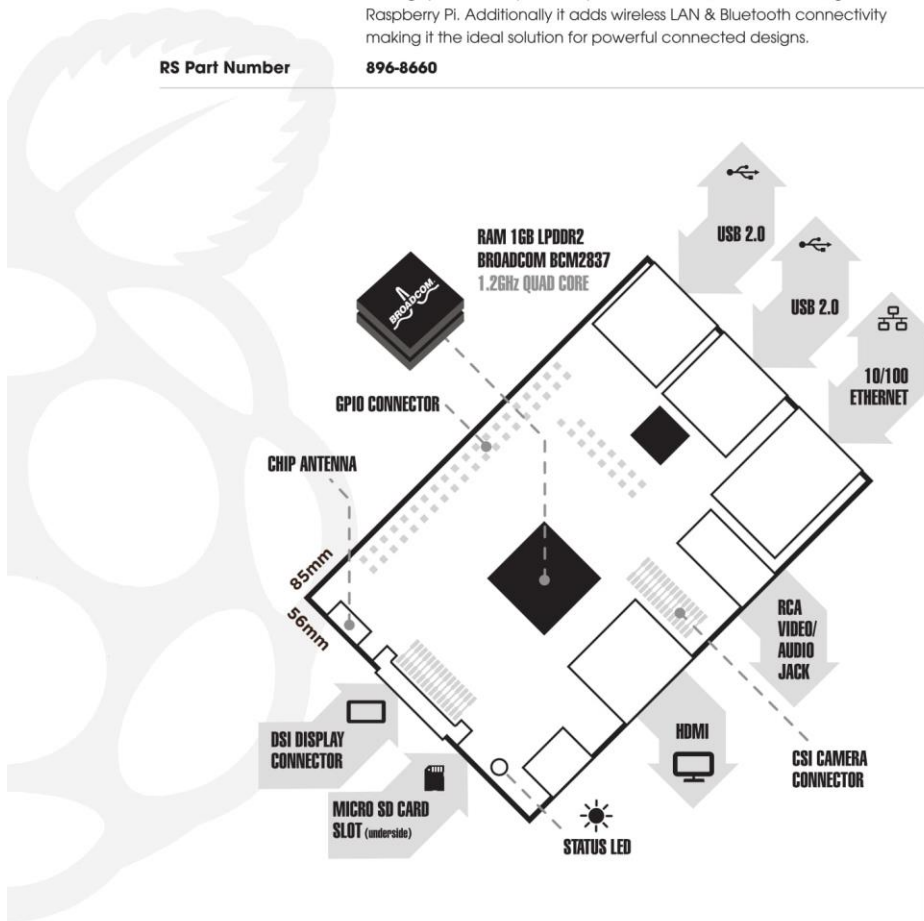 Raspberry Pi. Additionally it adds wireless LAN & Bluetooth connectivity
making it the ideal solution for powerful connected designs.
RS Part Number 896-8660
USB 2.0
RAM 1GB LPDDR2
BROADCOM BCM2837
1.2GHz QUAD CORE
BROADCOM
USB 2.0
10/100
ETHERNET
GPIO CONNECTOR
CHIP ANTENNA
85mm
56mm
RCA
VIDEO/
AUDIO
JACK
DSI DISPLAY
CONNECTOR
HDMI
CSI CAMERA
CONNECTOR
MICRO SD CARD
SLOT (underside)
STATUS LED